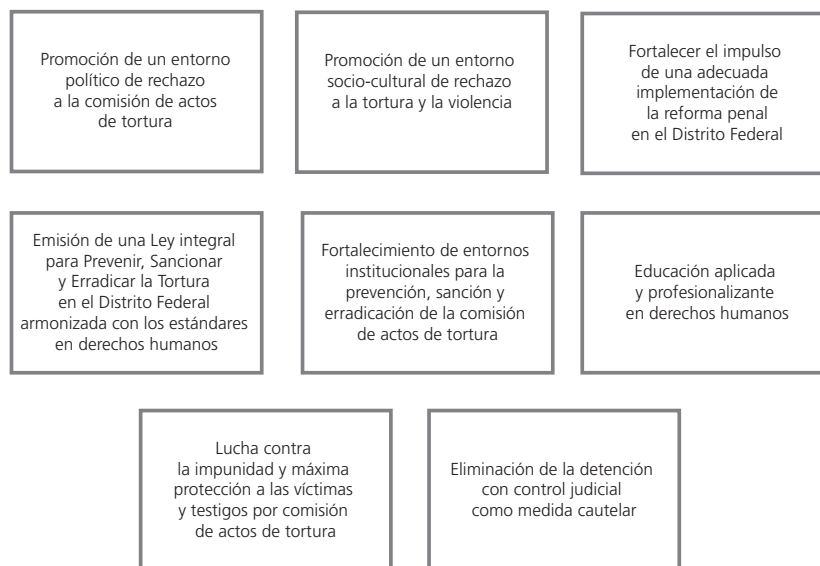 Promoción de un entorno
político de rechazo
a la comisión de actos
de tortura
Promoción de un entorno
socio-cultural de rechazo
a la tortura y la violencia
Fortalecer el impulso
de una adecuada
implementación de
la reforma penal
en el Distrito Federal
Emisión de una Ley integral
para Prevenir, Sancionar
y Erradicar la Tortura
en el Distrito Federal
armonizada con los estándares
en derechos humanos
Fortalecimiento de entornos
institucionales para la
prevención, sanción y
erradicación de la comisión
de actos de tortura
Educación aplicada
y profesionalizante
en derechos humanos
Lucha contra
la impunidad y máxima
protección a las víctimas
y testigos por comisión
de actos de tortura
Eliminación de la detención
con control judicial
como medida cautelar